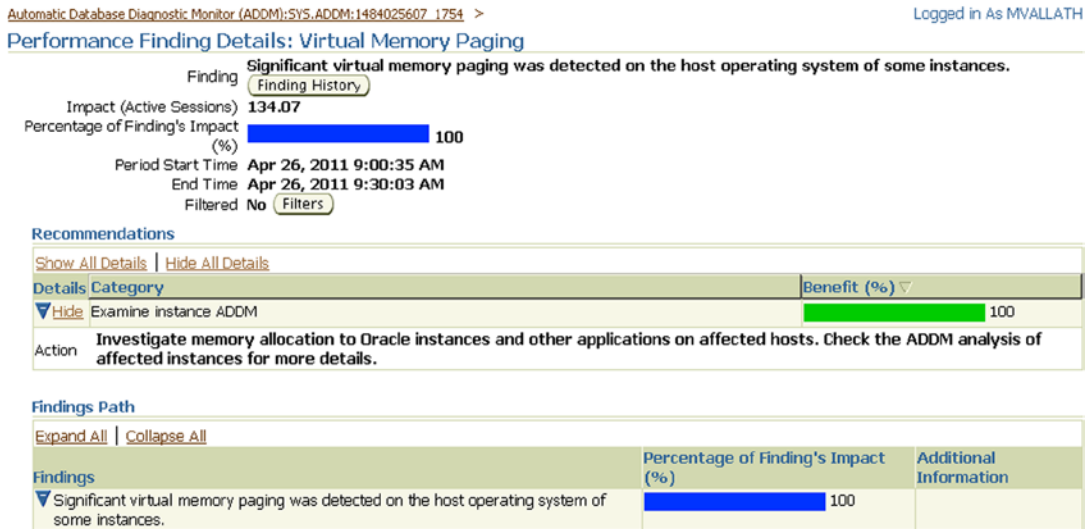 Automatic Database Diagnostic Monitor (ADDM):SYS.ADDM:1484025607_1754 >
Logged in As MVALLATH
Performance Finding Details: Virtual Memory Paging
Finding Significant virtual memory paging was detected on the host operating system of some instances.
Finding History
Impact (Active Sessions) 134.07
Percentage of Finding's Impact
(%) 100
Period Start Time Apr 26, 2011 9:00:35 AM
End Time Apr 26, 2011 9:30:03 AM
Filtered No Filters
Recommendations
Show All Details | Hide All Details
Details Category Benefit (%)
Hide Examine instance ADDM 100
Action Investigate memory allocation to Oracle instances and other applications on affected hosts. Check the ADDM analysis of
affected instances for more details.
Findings Path
Expand All | Collapse All
Findings Percentage of Finding's Impact (%) Additional Information
Significant virtual memory paging was detected on the host operating system of 100
some instances.